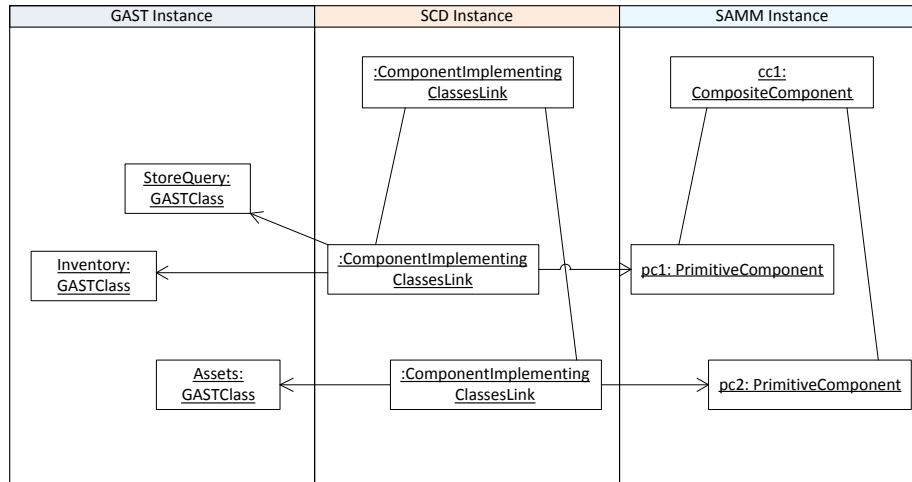 GAST Instance
SCD Instance
SAMM Instance
:ComponentImplementing
ClassesLink
cc1:
CompositeComponent
StoreQuery:
GASTClass
Inventory:
GASTClass
:ComponentImplementing
ClassesLink
pc1: PrimitiveComponent
Assets:
GASTClass
:ComponentImplementing
ClassesLink
pc2: PrimitiveComponent